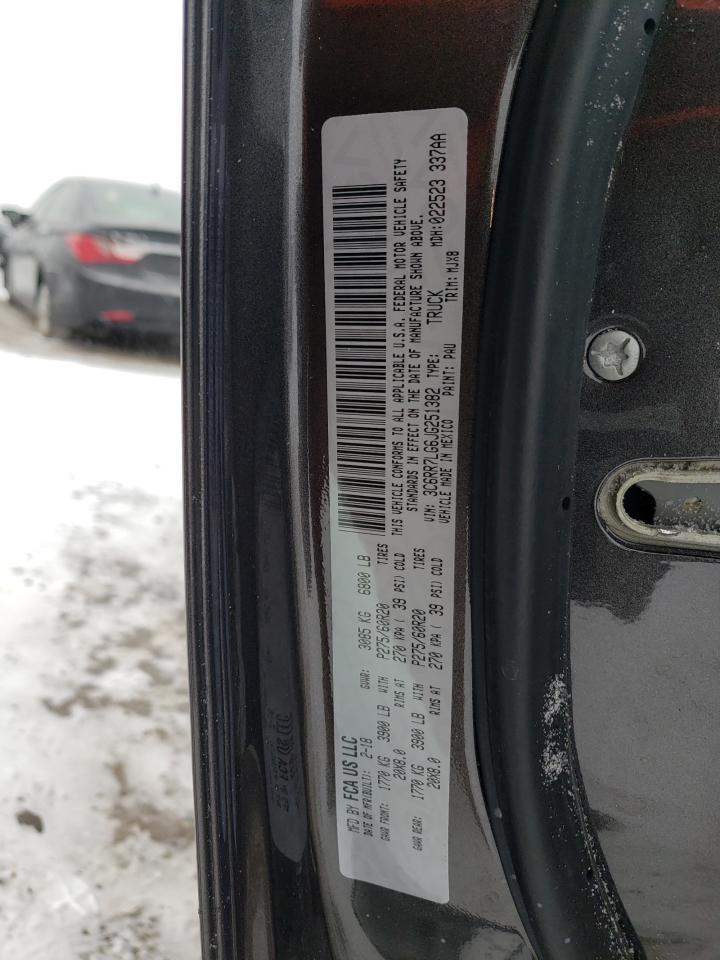 MFD BY FCA US LLC
DATE OF MFR(BUILT): 2-18 GVWR: 3085 KG 6800 LB
GAWR FRONT: 1770 KG 3900 LB WITH P275/60R20 TIRES
20X8.0 RIMS AT 270 KPA ( 39 PSI) COLD
GAWR REAR: 1770 KG 3900 LB WITH P275/60R20 TIRES
20X8.0 RIMS AT 270 KPA ( 39 PSI) COLD
THIS VEHICLE CONFORMS TO ALL APPLICABLE U.S.A. FEDERAL MOTOR VEHICLE SAFETY
STANDARDS IN EFFECT ON THE DATE OF MANUFACTURE SHOWN ABOVE.
VIN: 3C6RR7LG6JG251382 TYPE: TRUCK MDH:022523 337AA
VEHICLE MADE IN MEXICO PAINT: PAU TRIM: MJX8